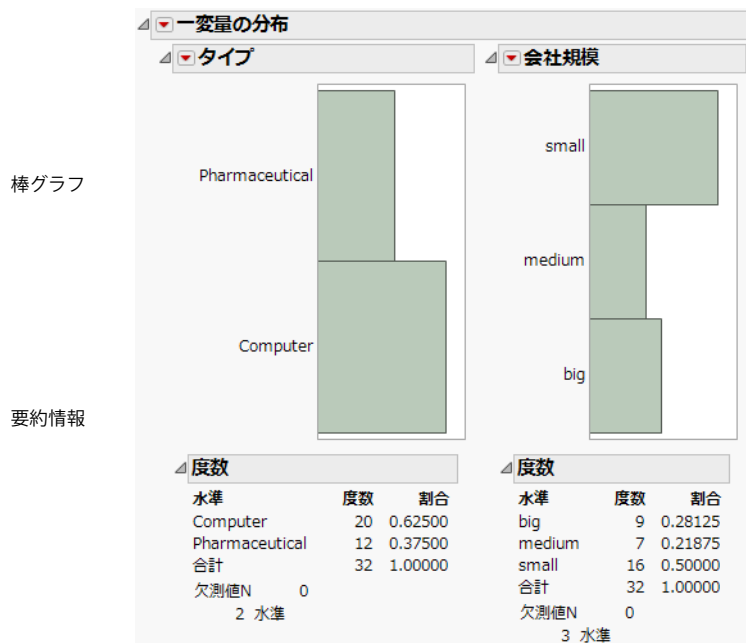 一変量の分布
タイプ
Pharmaceutical
Computer
度数
水準 度数 割合
Computer 20 0.62500
Pharmaceutical 12 0.37500
合計 32 1.00000
欠測値N 0
2 水準
会社規模
small
medium
big
度数
水準 度数 割合
big 9 0.28125
medium 7 0.21875
small 16 0.50000
合計 32 1.00000
欠測値N 0
3 水準
棒グラフ
要約情報